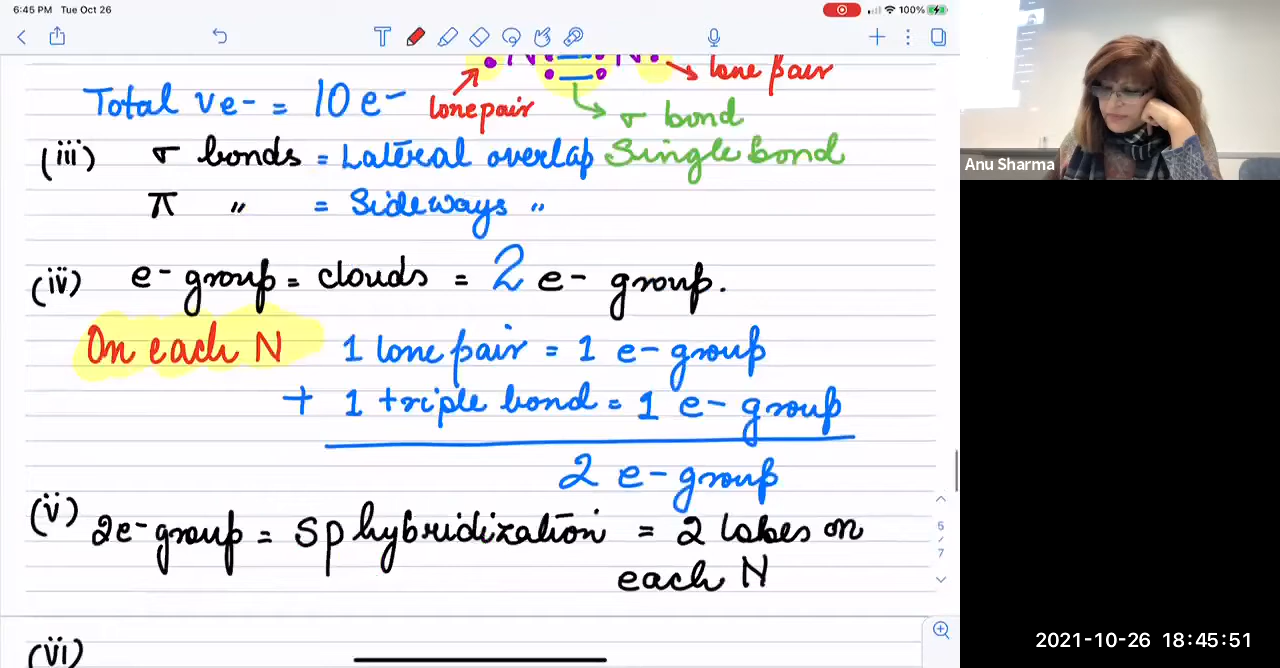 6:45 PM Tue Oct 26
100%
T
lone pair
Total ve- = 10 e-
lone pair
σ bond
(iii) σ bonds = Lateral overlap Single bond
π " = Sideways "
(iv) e- group = clouds = 2 e- group.
On each N 1 lone pair = 1 e- group
+ 1 triple bond = 1 e- group
2 e- group
(v) 2e- group = sp hybridization = 2 lobes on
each N
(vi)
5/7
Anu Sharma
2021-10-26 18:45:51